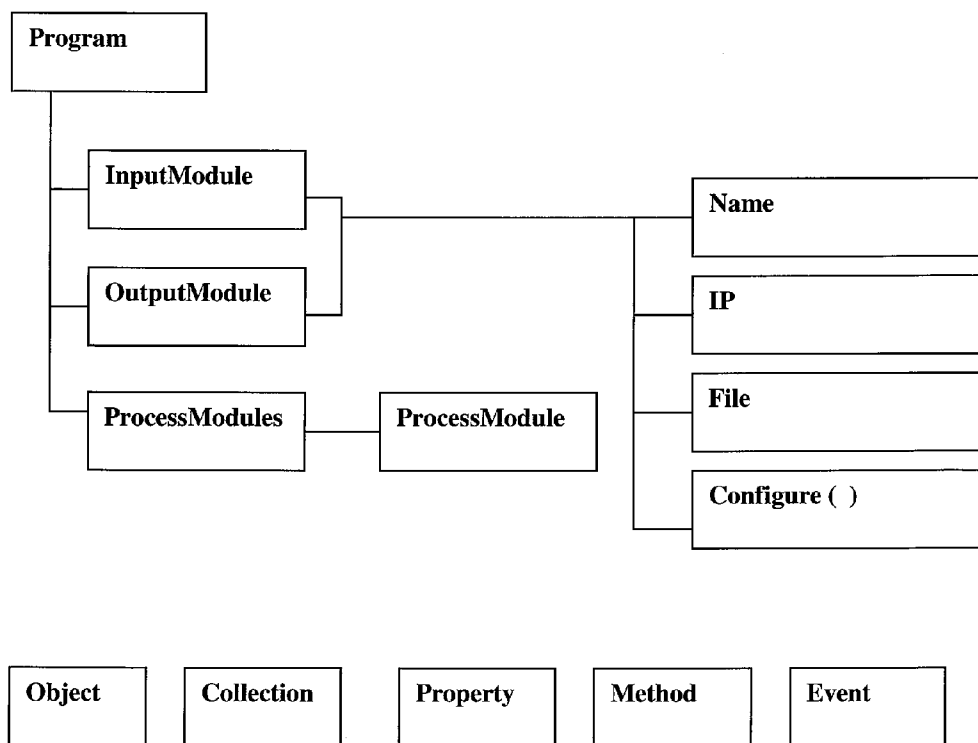 Program
InputModule
OutputModule
ProcessModules
ProcessModule
Name
IP
File
Configure ( )
Object
Collection
Property
Method
Event